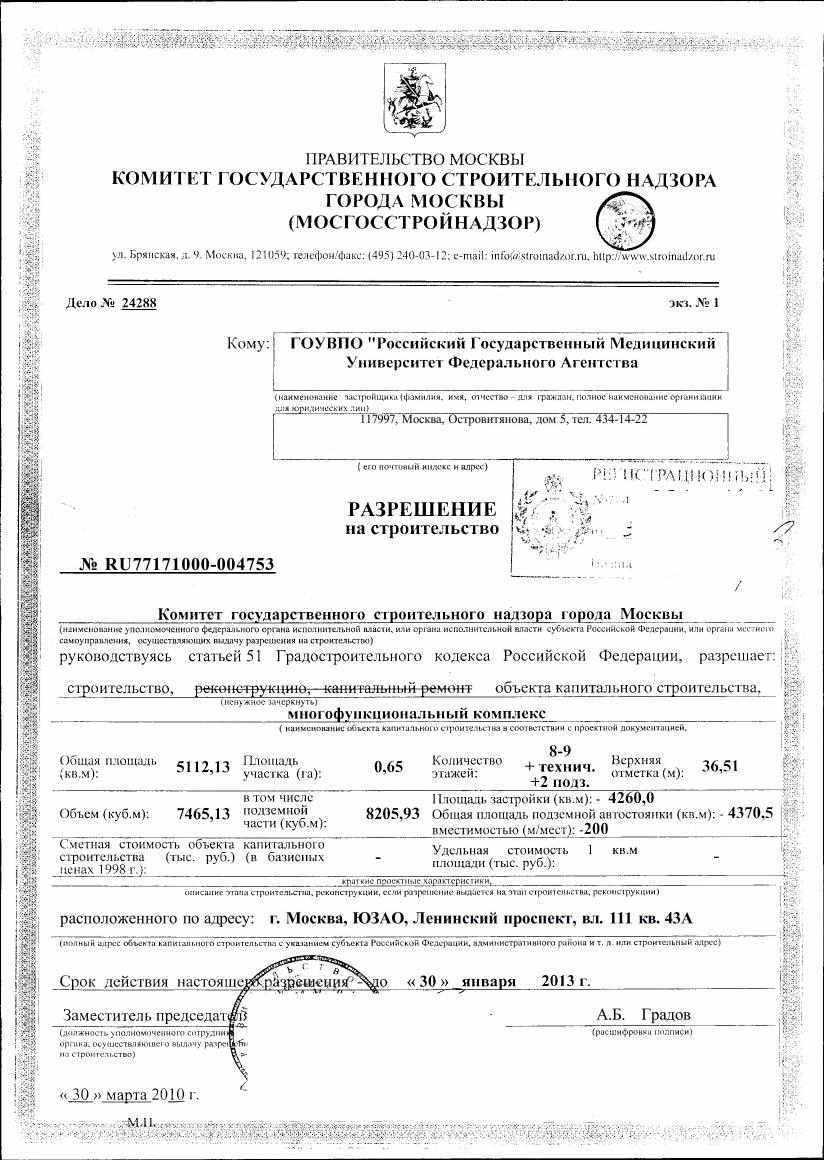 ПРАВИТЕЛЬСТВО МОСКВЫ
КОМИТЕТ ГОСУДАРСТВЕННОГО СТРОИТЕЛЬНОГО НАДЗОРА
ГОРОДА МОСКВЫ
(МОСГОССТРОЙНАДЗОР)
ул. Брянская, д. 9. Москва, 121059; телефон/факс: (495) 240-03-12; e-mail: info@stroinadzor.ru, http://www.stroinadzor.ru
Дело № 24288 экз. № 1
Кому: ГОУВПО "Российский Государственный Медицинский
Университет Федерального Агентства
(наименование застройщика (фамилия, имя, отчество – для граждан, полное наименование организации
для юридических лиц)
117997, Москва, Островитянова, дом 5, тел. 434-14-22
( его почтовый индекс и адрес)
РЕГИСТРАЦИОННЫЙ
РАЗРЕШЕНИЕ
на строительство
№ RU77171000-004753
Комитет государственного строительного надзора города Москвы
(наименование уполномоченного федерального органа исполнительной власти, или органа исполнительной власти субъекта Российской Федерации, или органа местного
самоуправления, осуществляющих выдачу разрешения на строительство)
руководствуясь статьей 51 Градостроительного кодекса Российской Федерации, разрешает:
строительство, реконструкцию, капитальный ремонт объекта капитального строительства,
(ненужное зачеркнуть)
многофункциональный комплекс
( наименование объекта капитального строительства в соответствии с проектной документацией,
Общая площадь (кв.м): 5112,13 Площадь участка (га): 0,65 Количество этажей: 8-9 + технич. +2 подз. Верхняя отметка (м): 36,51
Объем (куб.м): 7465,13 в том числе подземной части (куб.м): 8205,93 Площадь застройки (кв.м): - 4260,0
Общая площадь подземной автостоянки (кв.м): - 4370,5
вместимостью (м/мест): -200
Сметная стоимость объекта капитального строительства (тыс. руб.) (в базисных ценах 1998 г.): - Удельная стоимость 1 кв.м площади (тыс. руб.): -
краткие проектные характеристики,
описание этапа строительства, реконструкции, если разрешение выдается на этап строительства, реконструкции)
расположенного по адресу: г. Москва, ЮЗАО, Ленинский проспект, вл. 111 кв. 43А
(полный адрес объекта капитального строительства с указанием субъекта Российской Федерации, административного района и т. д. или строительный адрес)
Срок действия настоящего разрешения - до « 30 » января 2013 г.
Заместитель председателя А.Б. Градов
(должность уполномоченного сотрудника (расшифровка подписи)
органа, осуществляющего выдачу разрешения
на строительство)
« 30 » марта 2010 г.
М.П.